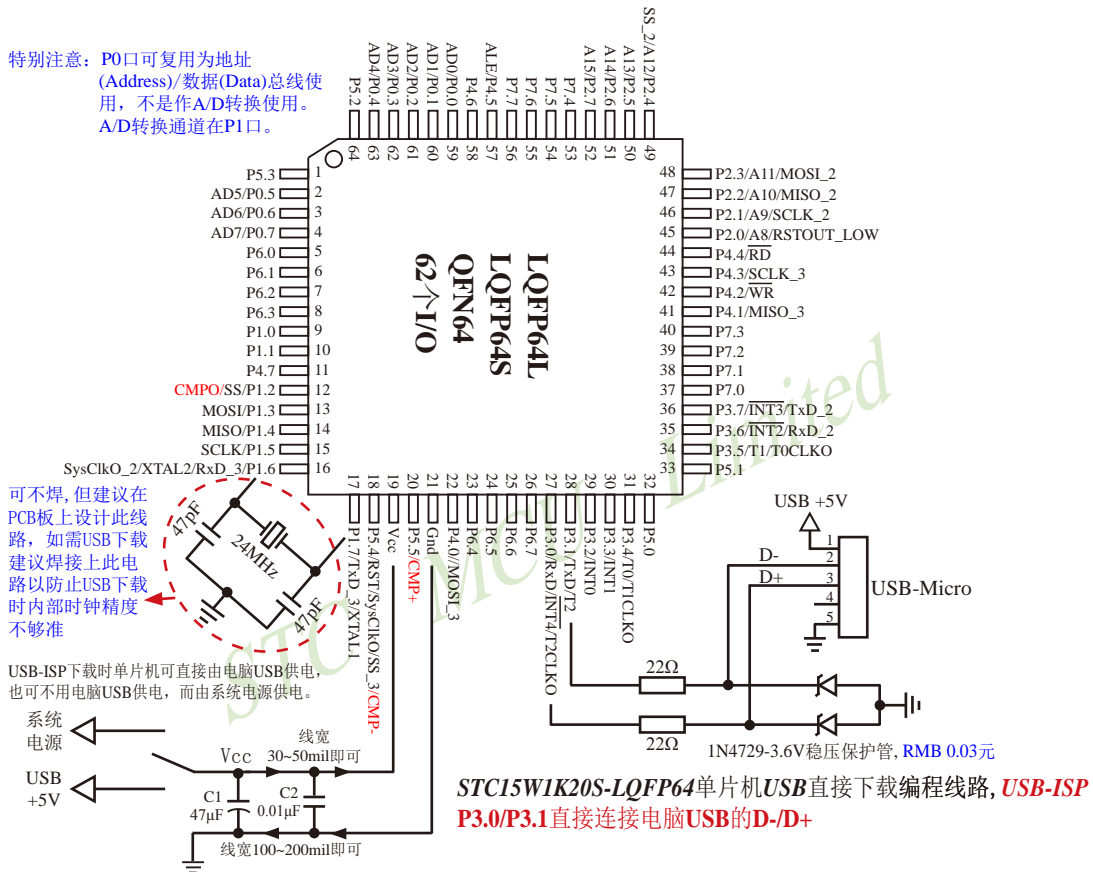 特别注意：P0口可复用为地址
(Address)/数据(Data)总线使
用，不是作A/D转换使用。
A/D转换通道在P1口。
P5.2
AD4/P0.4
AD3/P0.3
AD2/P0.2
AD1/P0.1
AD0/P0.0
P4.6
ALE/P4.5
P7.7
P7.6
P7.5
P7.4
A15/P2.7
A14/P2.6
A13/P2.5
SS_2/A12/P2.4
64
63
62
61
60
59
58
57
56
55
54
53
52
51
50
49
P5.3 1
AD5/P0.5 2
AD6/P0.6 3
AD7/P0.7 4
P6.0 5
P6.1 6
P6.2 7
P6.3 8
P1.0 9
P1.1 10
P4.7 11
CMPO/SS/P1.2 12
MOSI/P1.3 13
MISO/P1.4 14
SCLK/P1.5 15
SysClkO_2/XTAL2/RxD_3/P1.6 16
LQFP64L
LQFP64S
QFN64
62个I/O
48 P2.3/A11/MOSI_2
47 P2.2/A10/MISO_2
46 P2.1/A9/SCLK_2
45 P2.0/A8/RSTOUT_LOW
44 P4.4/RD
43 P4.3/SCLK_3
42 P4.2/WR
41 P4.1/MISO_3
40 P7.3
39 P7.2
38 P7.1
37 P7.0
36 P3.7/INT3/TxD_2
35 P3.6/INT2/RxD_2
34 P3.5/T1/T0CLKO
33 P5.1
17 P1.7/TxD_3/XTAL1
18 P5.4/RST/SysClkO/SS_3/CMP-
19 Vcc
20 P5.5/CMP+
21 Gnd
22 P4.0/MOSI_3
23 P6.4
24 P6.5
25 P6.6
26 P6.7
27 P3.0/RxD/INT4/T2CLKO
28 P3.1/TxD/T2
29 P3.2/INT0
30 P3.3/INT1
31 P3.4/T0/T1CLKO
32 P5.0
STC MCU Limited
可不焊,但建议在
PCB板上设计此线
路，如需USB下载
建议焊接上此电
路以防止USB下载
时内部时钟精度
不够准
47pF
24MHz
47pF
USB +5V
1
D- 2
D+ 3
4
5
USB-Micro
22Ω
22Ω
1N4729-3.6V稳压保护管, RMB 0.03元
USB-ISP下载时单片机可直接由电脑USB供电，
也可不用电脑USB供电，而由系统电源供电。
系统
电源
USB
+5V
VCC
线宽
30~50mil即可
C1
47μF
C2
0.01μF
线宽100~200mil即可
STC15W1K20S-LQFP64单片机USB直接下载编程线路, USB-ISP
P3.0/P3.1直接连接电脑USB的D-/D+